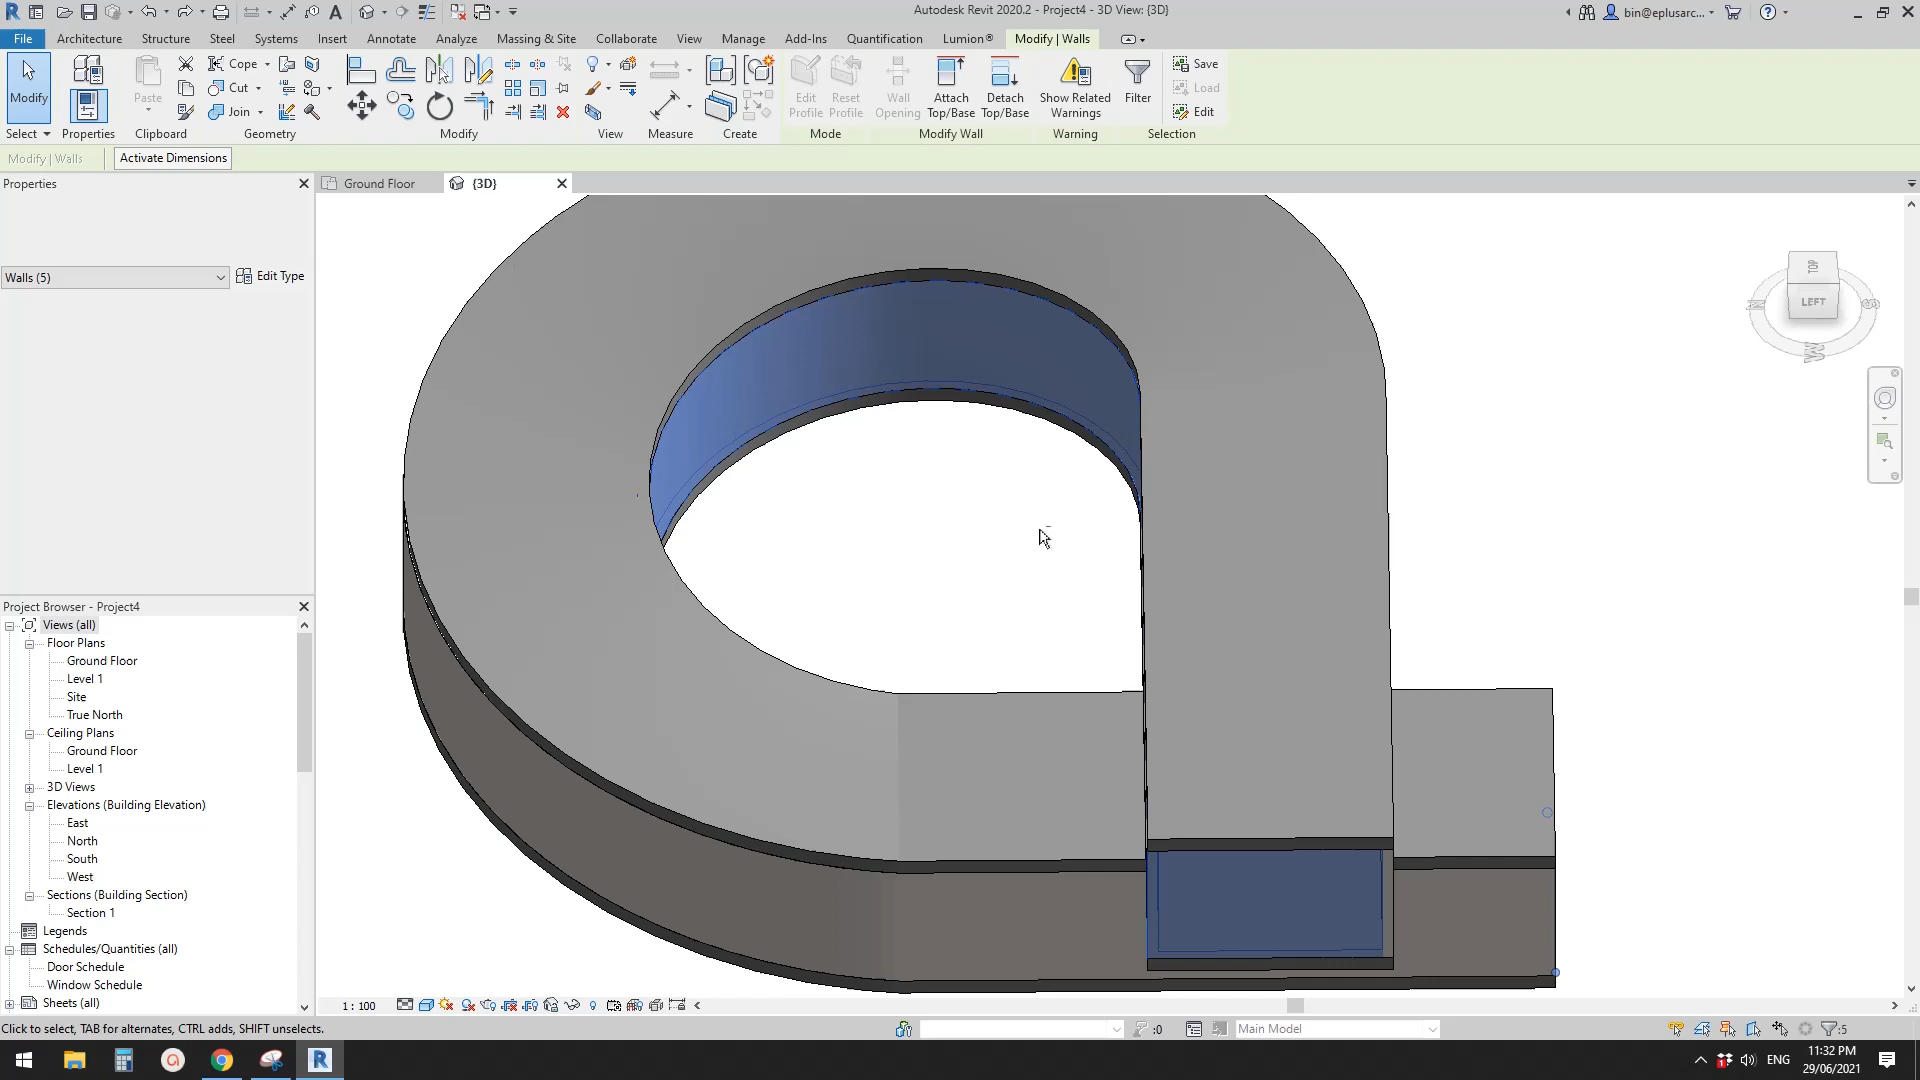 Autodesk Revit 2020.2 - Project4 - 3D View: {3D}
bin@eplusarc...
File Architecture Structure Steel Systems Insert Annotate Analyze Massing & Site Collaborate View Manage Add-Ins Quantification Lumion® Modify | Walls
Modify
Select
Properties
Paste
Clipboard
Cope
Cut
Join
Geometry
Modify
View
Measure
Create
Edit Profile
Reset Profile
Mode
Wall Opening
Attach Top/Base
Detach Top/Base
Modify Wall
Show Related Warnings
Warning
Filter
Save
Load
Edit
Selection
Modify | Walls
Activate Dimensions
Properties
Ground Floor
{3D}
Walls (5)
Edit Type
TOP
LEFT
N
S
W
Project Browser - Project4
Views (all)
Floor Plans
Ground Floor
Level 1
Site
True North
Ceiling Plans
Ground Floor
Level 1
3D Views
Elevations (Building Elevation)
East
North
South
West
Sections (Building Section)
Section 1
Legends
Schedules/Quantities (all)
Door Schedule
Window Schedule
Sheets (all)
1 : 100
Click to select, TAB for alternates, CTRL adds, SHIFT unselects.
:0
Main Model
:5
ENG
11:32 PM
29/06/2021